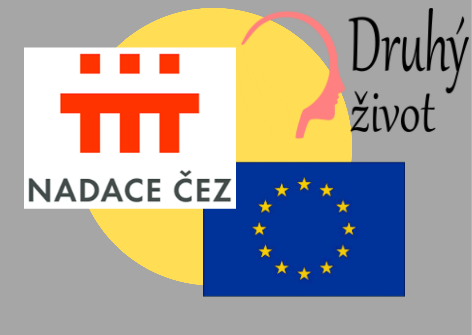 Druhý
život
NADACE ČEZ